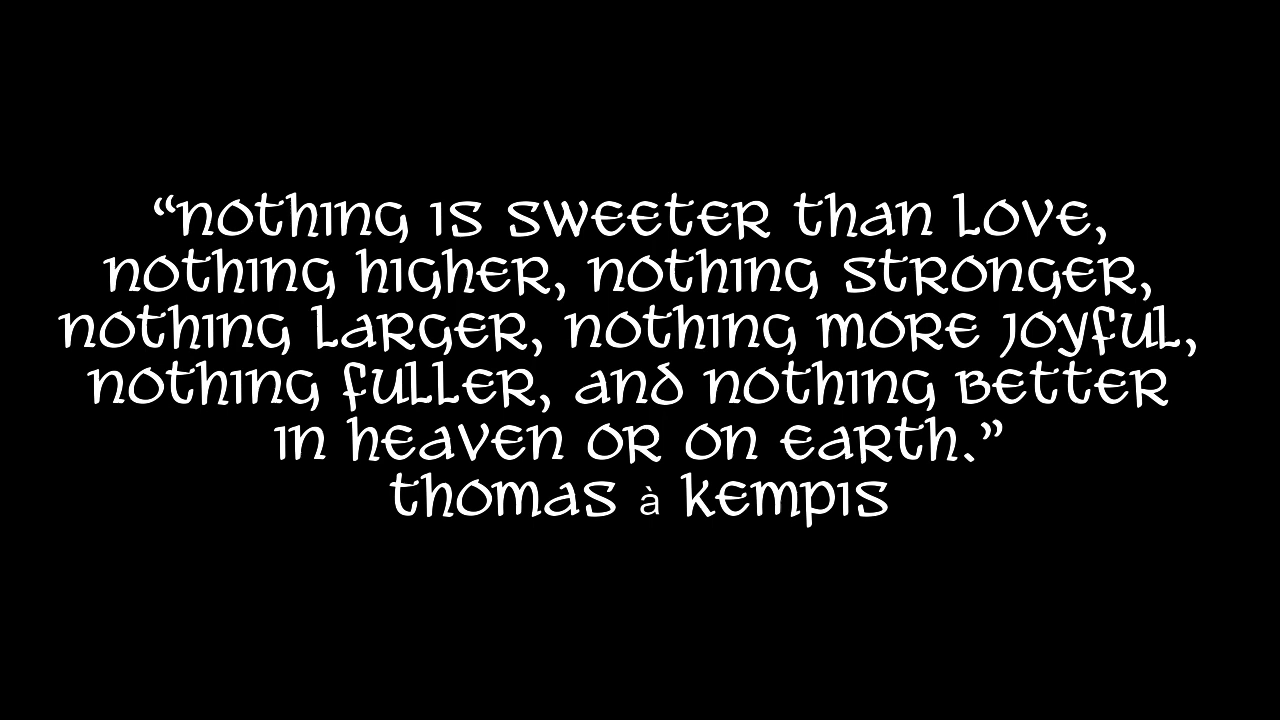 “nothing is sweeter than love,
nothing higher, nothing stronger,
nothing larger, nothing more joyful,
nothing fuller, and nothing better
in heaven or on earth.”
thomas à kempis